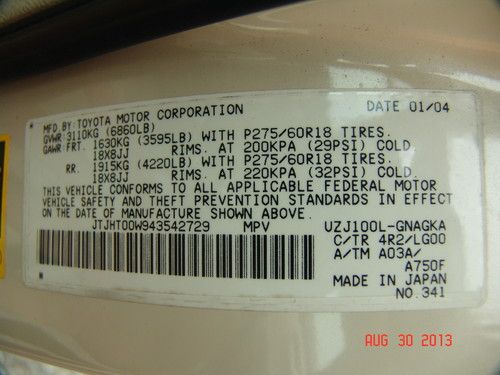 MFD.BY: TOYOTA MOTOR CORPORATION DATE 01/04
GVWR 3110KG (6860LB)
GAWR FRT. 1630KG (3595LB) WITH P275/60R18 TIRES.
18X8JJ RIMS. AT 200KPA (29PSI) COLD.
RR. 1915KG (4220LB) WITH P275/60R18 TIRES.
18X8JJ RIMS. AT 220KPA (32PSI) COLD.
THIS VEHICLE CONFORMS TO ALL APPLICABLE FEDERAL MOTOR
VEHICLE SAFETY AND THEFT PREVENTION STANDARDS IN EFFECT
ON THE DATE OF MANUFACTURE SHOWN ABOVE.
JTJHT00W943542729 MPV UZJ100L-GNAGKA
C/TR 4R2/LG00
A/TM A03A/
A750F
MADE IN JAPAN
NO.341
AUG 30 2013